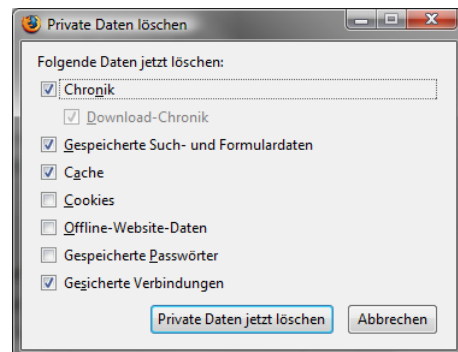 Private Daten löschen
Folgende Daten jetzt löschen:
Chronik
Download-Chronik
Gespeicherte Such- und Formulardaten
Cache
Cookies
Offline-Website-Daten
Gespeicherte Passwörter
Gesicherte Verbindungen
Private Daten jetzt löschen Abbrechen